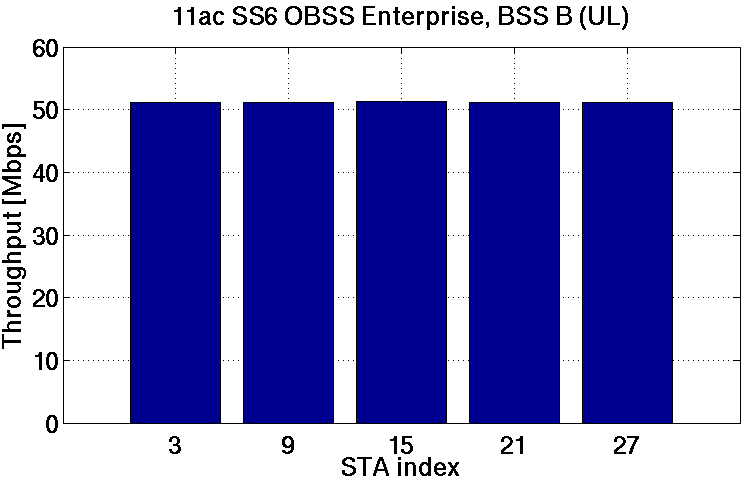 11ac SS6 OBSS Enterprise, BSS B (UL)
Throughput [Mbps]
60
50
40
30
20
10
0
3 9 15 21 27
STA index